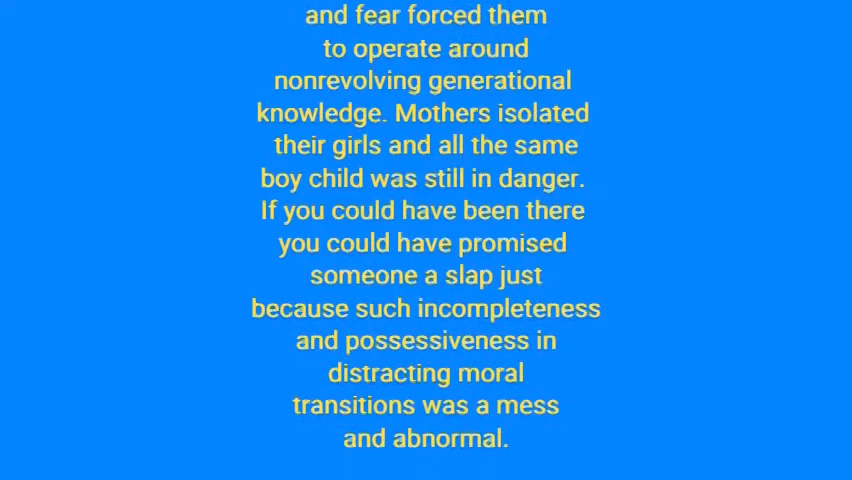 and fear forced them
to operate around
nonrevolving generational
knowledge. Mothers isolated
their girls and all the same
boy child was still in danger.
If you could have been there
you could have promised
someone a slap just
because such incompleteness
and possessiveness in
distracting moral
transitions was a mess
and abnormal.